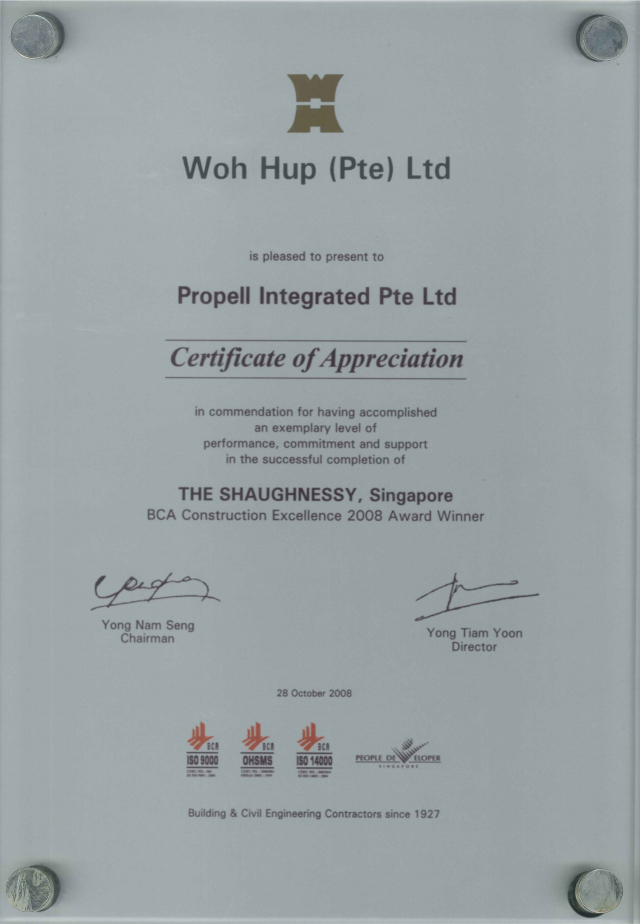 Woh Hup (Pte) Ltd
is pleased to present to
Propell Integrated Pte Ltd
Certificate of Appreciation
in commendation for having accomplished
an exemplary level of
performance, commitment and support
in the successful completion of
THE SHAUGHNESSY, Singapore
BCA Construction Excellence 2008 Award Winner
Yong Nam Seng
Chairman
Yong Tiam Yoon
Director
28 October 2008
BCA BCA BCA
ISO 9000 OHSMS ISO 14000 PEOPLE DE ELOPER
SINGAPORE
Building & Civil Engineering Contractors since 1927